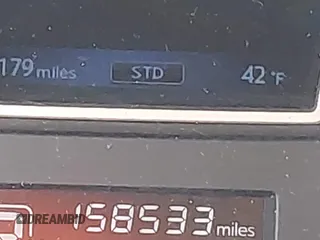 179 miles STD 42°F
DREAMBID 158533 miles